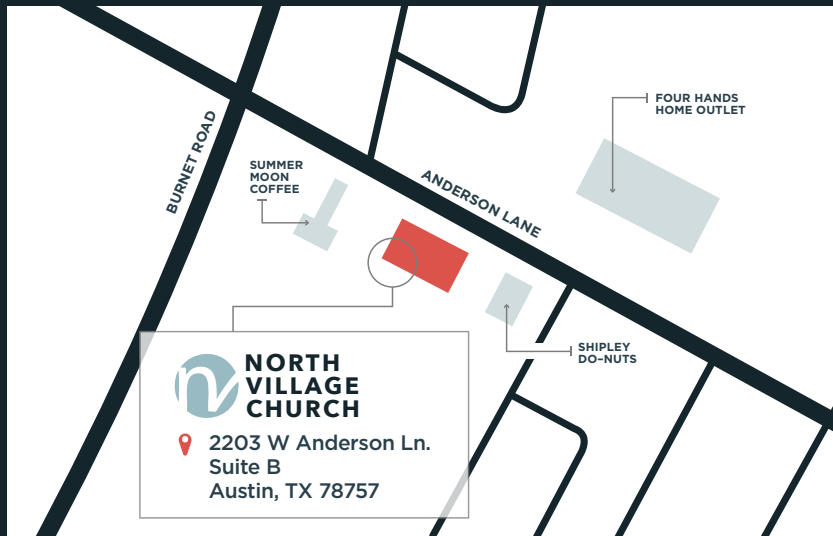 FOUR HANDS
HOME OUTLET
BURNET ROAD
SUMMER
MOON
COFFEE
ANDERSON LANE
SHIPLEY
DO-NUTS
nv
NORTH
VILLAGE
CHURCH
2203 W Anderson Ln.
Suite B
Austin, TX 78757